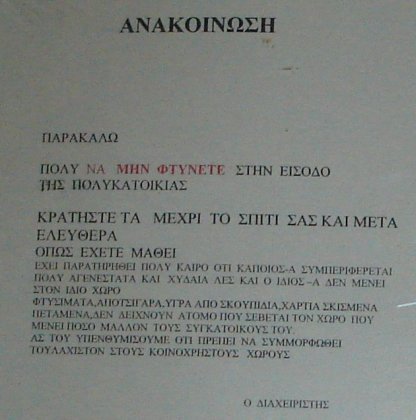 ΑΝΑΚΟΙΝΩΣΗ
ΠΑΡΑΚΑΛΩ
ΠΟΛΥ ΝΑ ΜΗΝ ΦΤΥΝΕΤΕ ΣΤΗΝ ΕΙΣΟΔΟ
ΤΗΣ ΠΟΛΥΚΑΤΟΙΚΙΑΣ
ΚΡΑΤΗΣΤΕ ΤΑ ΜΕΧΡΙ ΤΟ ΣΠΙΤΙ ΣΑΣ ΚΑΙ ΜΕΤΑ
ΕΛΕΥΘΕΡΑ
ΟΠΩΣ ΕΧΕΤΕ ΜΑΘΕΙ
ΕΧΕΙ ΠΑΡΑΤΗΡΗΘΕΙ ΠΟΛΥ ΚΑΙΡΟ ΟΤΙ ΚΑΠΟΙΟΣ-Α ΣΥΜΠΕΡΙΦΕΡΕΤΑΙ
ΠΟΛΥ ΑΓΕΝΕΣΤΑΤΑ ΚΑΙ ΧΥΔΑΙΑ ΛΕΣ ΚΑΙ Ο ΙΔΙΟΣ –Α ΔΕΝ ΜΕΝΕΙ
ΣΤΟΝ ΙΔΙΟ ΧΩΡΟ
ΦΤΥΣΙΜΑΤΑ,ΑΠΟΤΣΙΓΑΡΑ,ΥΓΡΑ ΑΠΟ ΣΚΟΥΠΙΔΙΑ,ΧΑΡΤΙΑ ΣΚΙΣΜΕΝΑ
ΠΕΤΑΜΕΝΑ,ΔΕΝ ΔΕΙΧΝΟΥΝ ΑΤΟΜΟ ΠΟΥ ΣΕΒΕΤΑΙ ΤΟΝ ΧΩΡΟ ΠΟΥ
ΜΕΝΕΙ ΠΟΣΟ ΜΑΛΛΟΝ ΤΟΥΣ ΣΥΓΚΑΤΟΙΚΟΥΣ ΤΟΥ.
ΑΣ ΤΟΥ ΥΠΕΝΘΥΜΙΣΟΥΜΕ ΟΤΙ ΠΡΕΠΕΙ ΝΑ ΣΥΜΜΟΡΦΩΘΕΙ
ΤΟΥΛΑΧΙΣΤΟΝ ΣΤΟΥΣ ΚΟΙΝΟΧΡΗΣΤΟΥΣ ΧΩΡΟΥΣ
Ο ΔΙΑΧΕΙΡΙΣΤΗΣ